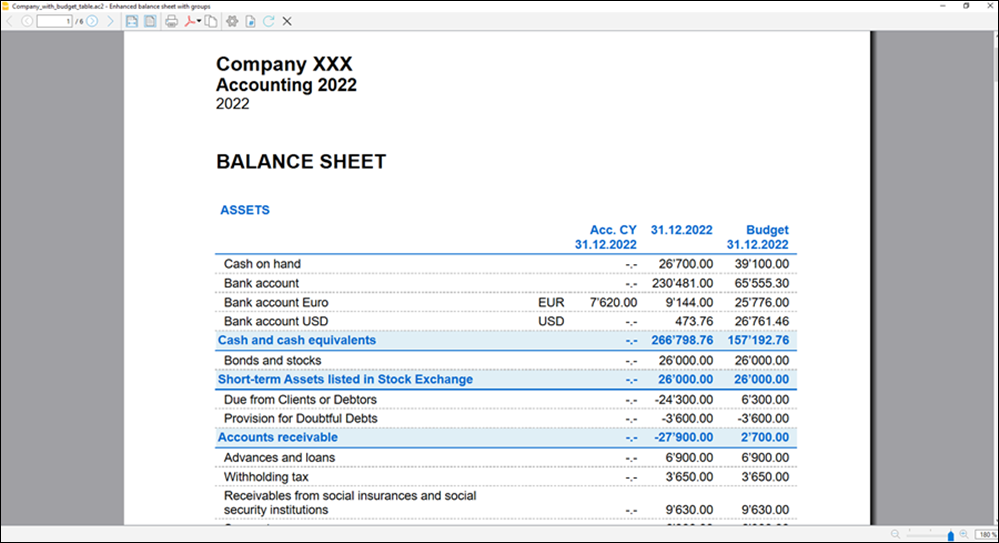 Company_with_budget_table.ac2 - Enhanced balance sheet with groups
1 / 6
Company XXX
Accounting 2022
2022
BALANCE SHEET
ASSETS
Acc. CY 31.12.2022 Budget
31.12.2022 31.12.2022
Cash on hand -.- 26'700.00 39'100.00
Bank account -.- 230'481.00 65'555.30
Bank account Euro EUR 7'620.00 9'144.00 25'776.00
Bank account USD USD -.- 473.76 26'761.46
Cash and cash equivalents -.- 266'798.76 157'192.76
Bonds and stocks -.- 26'000.00 26'000.00
Short-term Assets listed in Stock Exchange -.- 26'000.00 26'000.00
Due from Clients or Debtors -.- -24'300.00 6'300.00
Provision for Doubtful Debts -.- -3'600.00 -3'600.00
Accounts receivable -.- -27'900.00 2'700.00
Advances and loans -.- 6'900.00 6'900.00
Withholding tax -.- 3'650.00 3'650.00
Receivables from social insurances and social
security institutions -.- 9'630.00 9'630.00
180 %